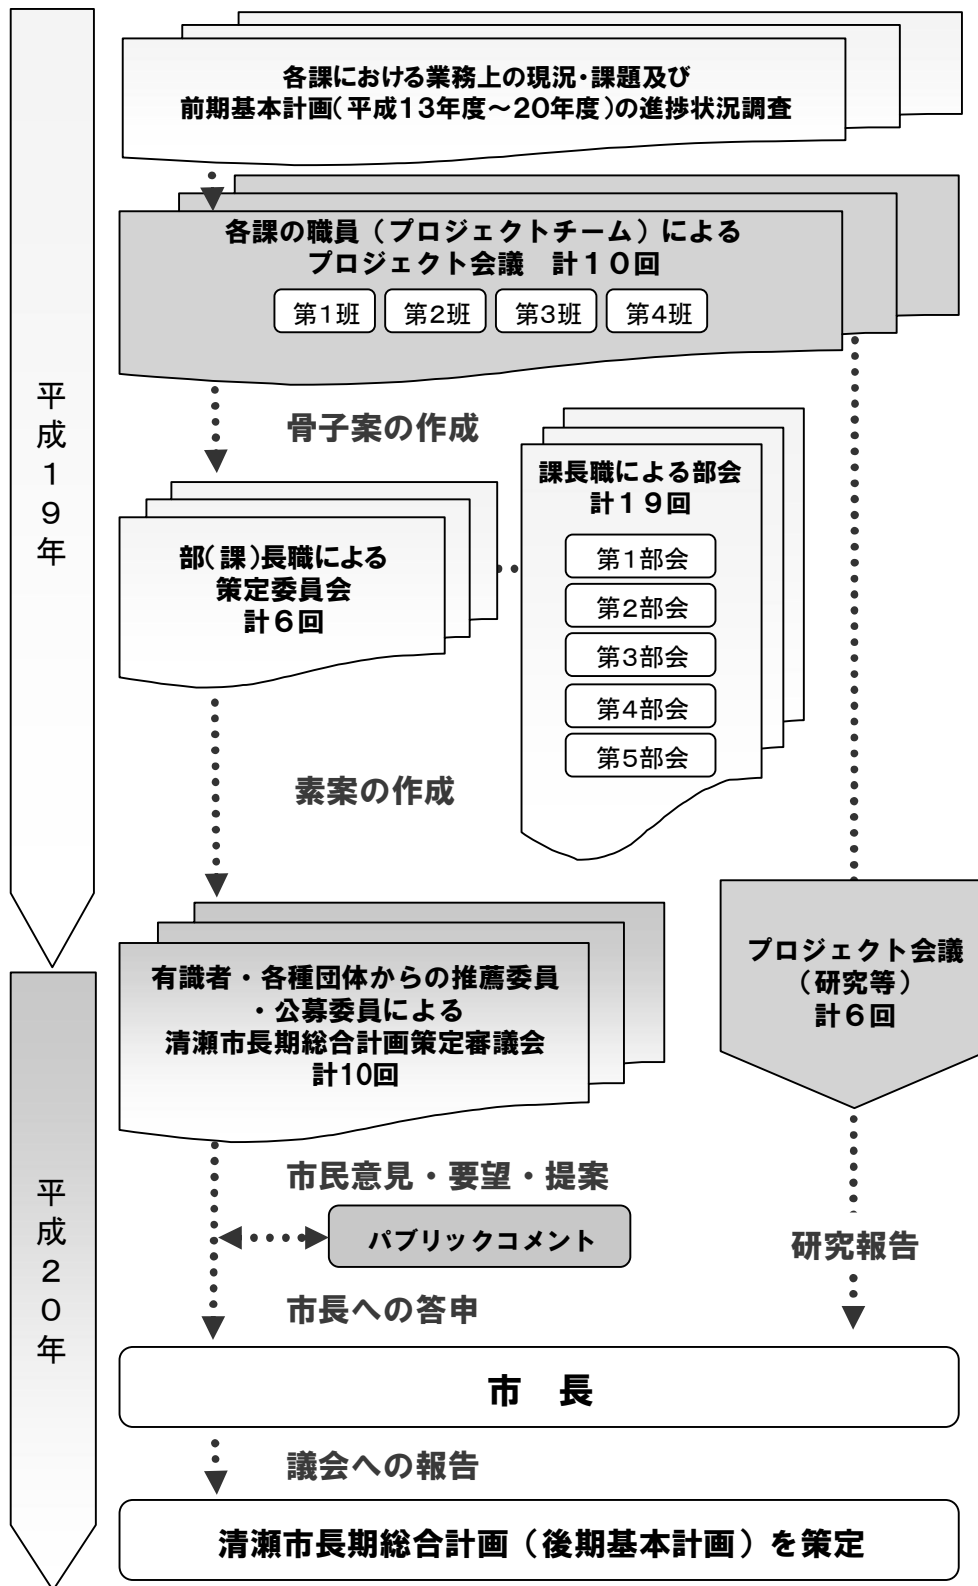 各課における業務上の現況・課題及び
前期基本計画(平成13年度～20年度)の進捗状況調査
各課の職員（プロジェクトチーム）による
プロジェクト会議　計１０回
第1班
第2班
第3班
第4班
平成19年
骨子案の作成
部(課)長職による
策定委員会
計６回
課長職による部会
計１９回
第1部会
第2部会
第3部会
第4部会
第5部会
素案の作成
有識者・各種団体からの推薦委員
・公募委員による
清瀬市長期総合計画策定審議会
計10回
プロジェクト会議
（研究等）
計６回
平成20年
市民意見・要望・提案
パブリックコメント
研究報告
市長への答申
市　長
議会への報告
清瀬市長期総合計画（後期基本計画）を策定